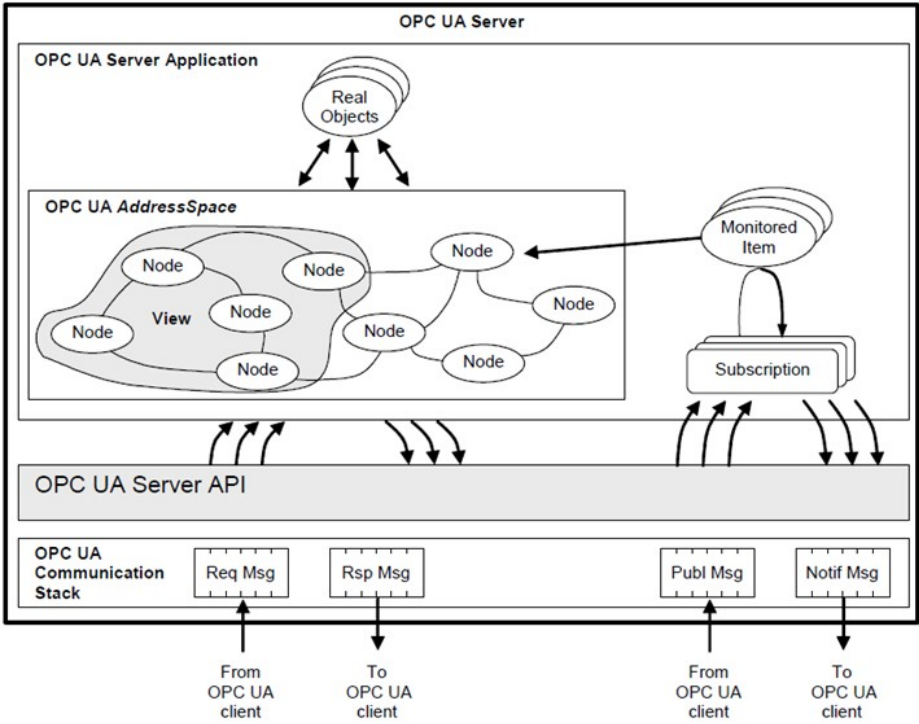 OPC UA Server
OPC UA Server Application
Real
Objects
OPC UA AddressSpace
Monitored
Item
Node
Node
Node
Node
View
Node
Node
Node
Node
Node
Subscription
OPC UA Server API
OPC UA
Communication
Stack
Req Msg
Rsp Msg
Publ Msg
Notif Msg
From
OPC UA
client
To
OPC UA
client
From
OPC UA
client
To
OPC UA
client